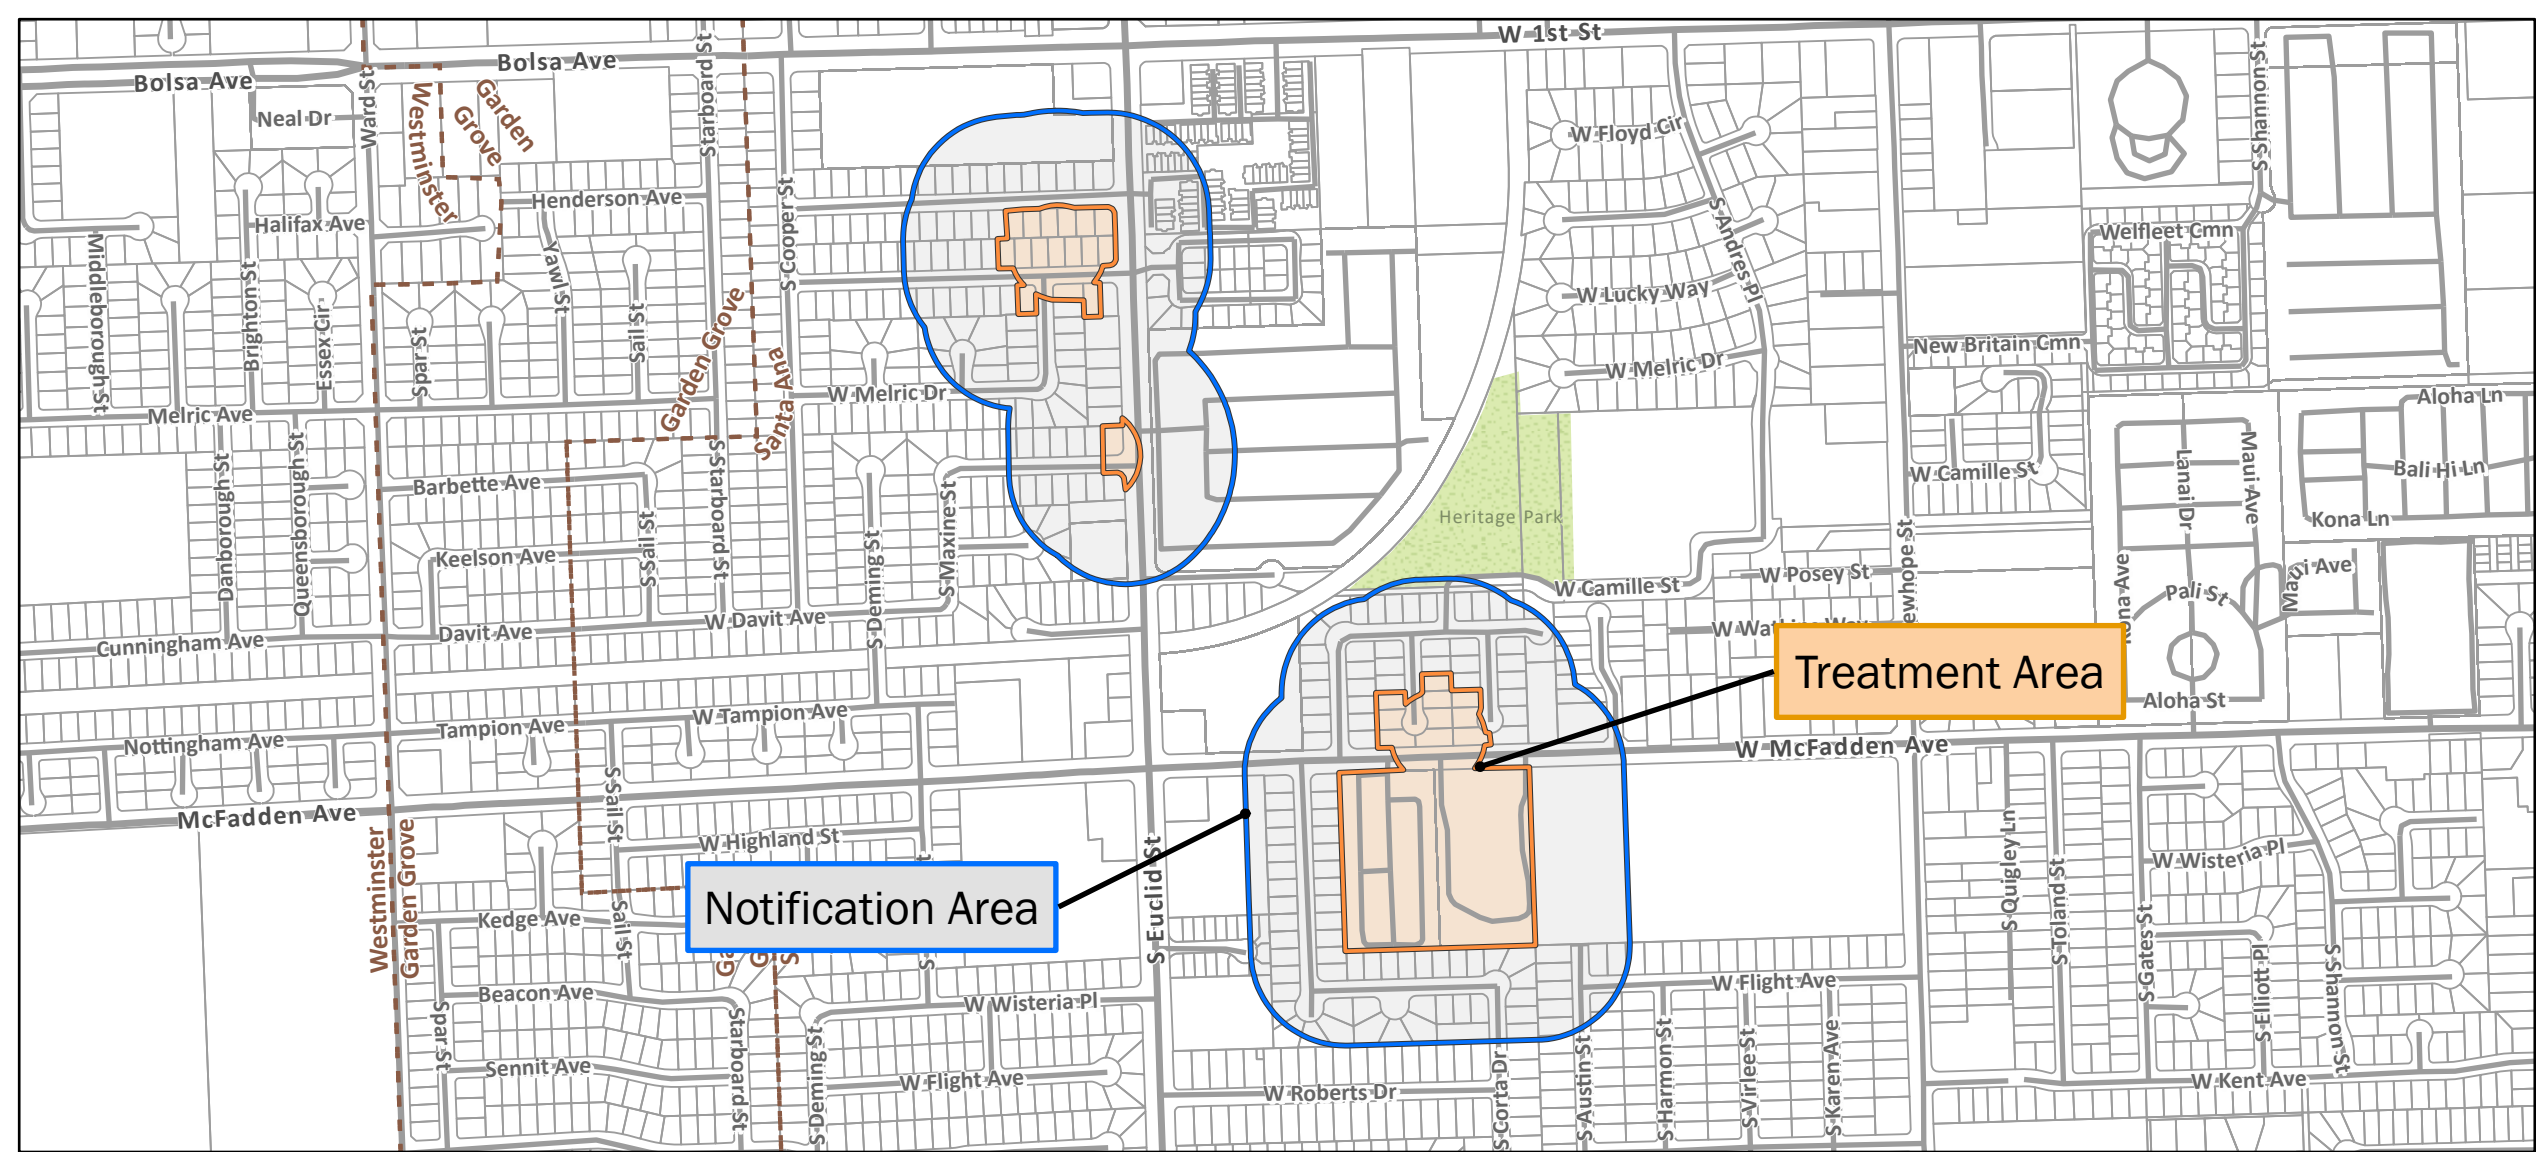 W 1st St
Bolsa Ave
Bolsa Ave
Neal Dr
Ward St
Westminster
Garden
Grove
Starboard St
S Cooper St
Henderson Ave
Halifax Ave
Middleborough St
Brighton St
Essex Cir
Yawl St
Sail St
Spar St
Garden Grove
Santa Ana
Melric Ave
W Melric Dr
W Floyd Cir
S Andres Pl
W Lucky Way
W Melric Dr
S Shannon St
Welfleet Cmn
New Britain Cmn
W Camille St
Aloha Ln
Bali Hi Ln
Kona Ln
Lanai Dr
Maui Ave
Danborough St
Queensborough St
Barbette Ave
Keelson Ave
S Sail St
S Starboard St
S Deming St
S Maxine St
Heritage Park
W Camille St
W Posey St
Pali St
Aloha St
Cunningham Ave
Davit Ave
W Davit Ave
Treatment Area
Nottingham Ave
Tampion Ave
W Tampion Ave
W McFadden Ave
McFadden Ave
S Sail St
W Highland St
Westminster
Garden Grove
Notification Area
S Euclid St
Kedge Ave
Sail St
S Quigley Ln
S Toland St
W Wisteria Pl
S Gates St
S Elliott Pl
S Shannon St
Beacon Ave
W Wisteria Pl
W Flight Ave
Spar St
Starboard St
S Deming St
Sennit Ave
W Flight Ave
W Roberts Dr
S Corta Dr
S Austin St
S Harmon St
S Virlee St
S Karen Ave
W Kent Ave